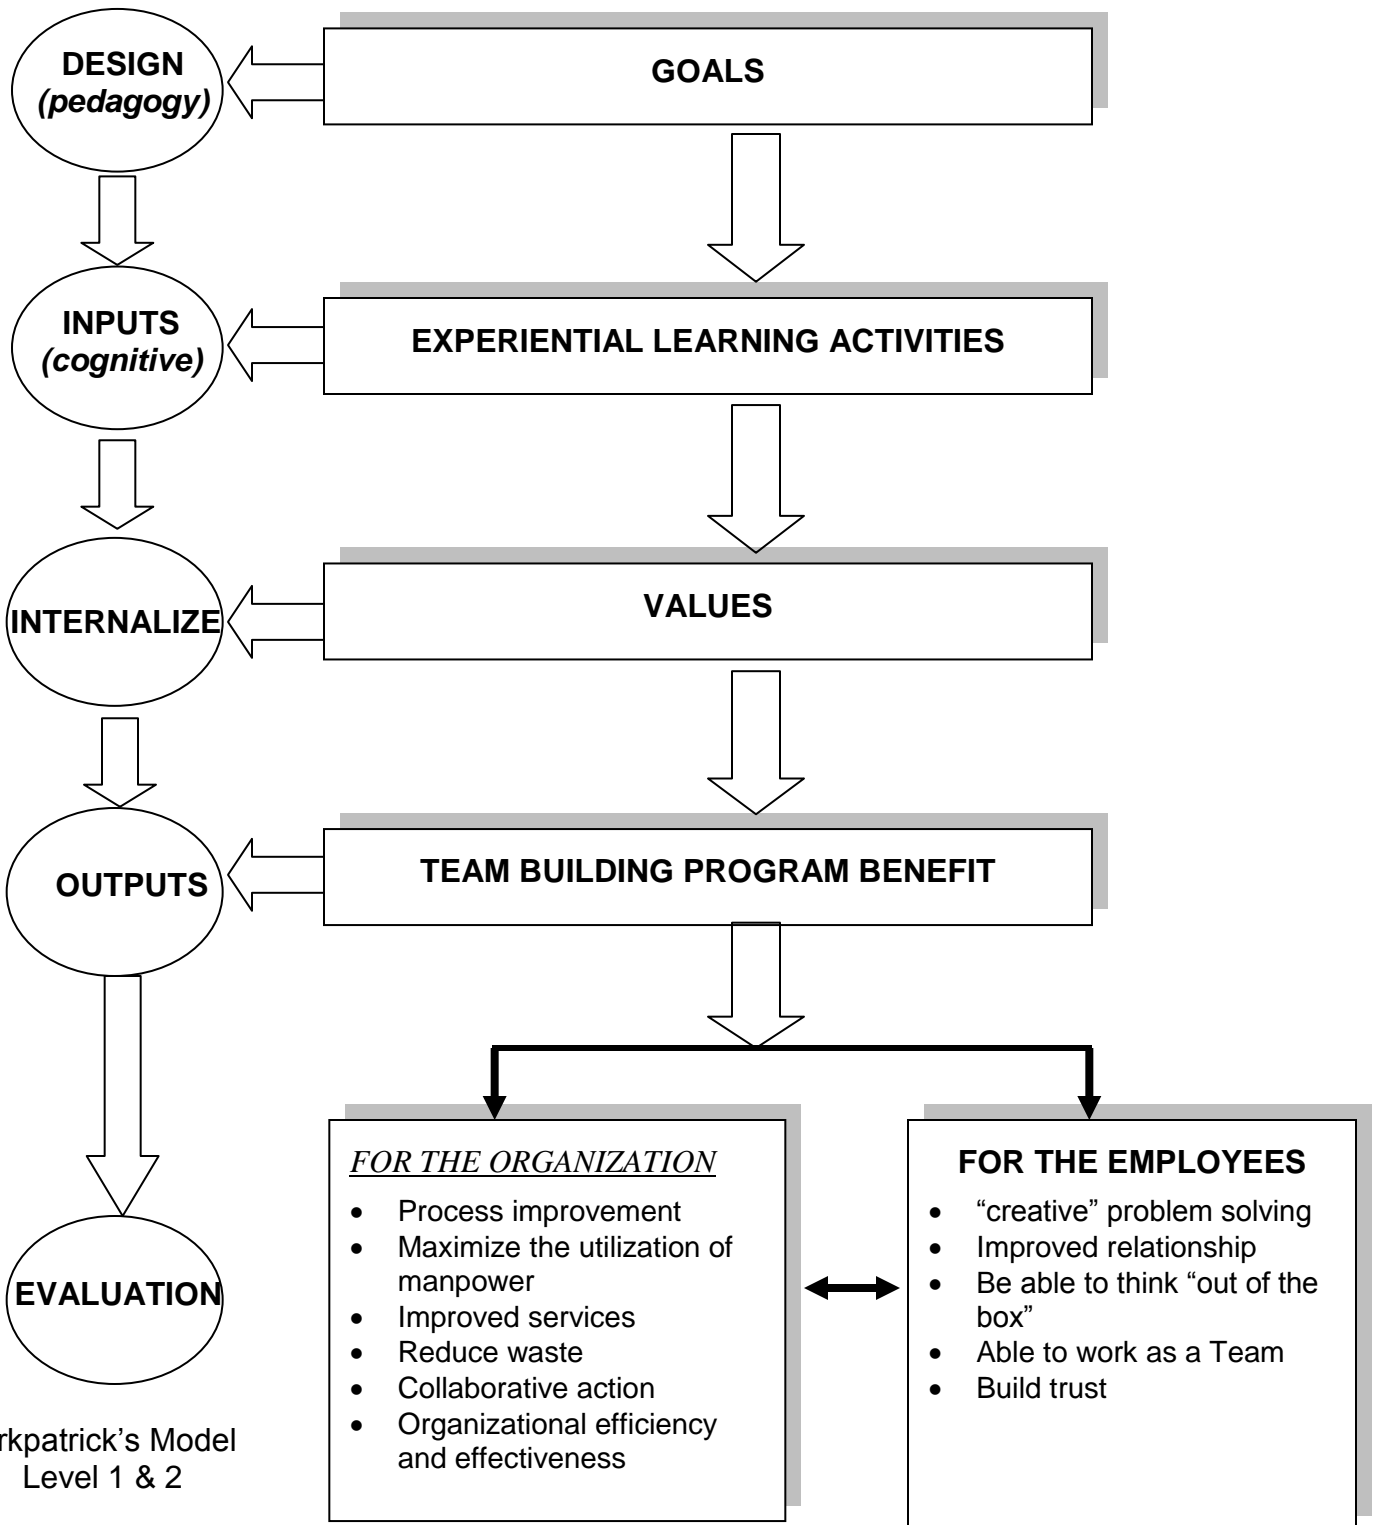 DESIGN
(pedagogy)
GOALS
INPUTS
(cognitive)
EXPERIENTIAL LEARNING ACTIVITIES
INTERNALIZE
VALUES
OUTPUTS
TEAM BUILDING PROGRAM BENEFIT
EVALUATION
rkpatrick’s Model
Level 1 & 2
FOR THE ORGANIZATION
• Process improvement
• Maximize the utilization of
manpower
• Improved services
• Reduce waste
• Collaborative action
• Organizational efficiency
and effectiveness
FOR THE EMPLOYEES
• “creative” problem solving
• Improved relationship
• Be able to think “out of the
box”
• Able to work as a Team
• Build trust